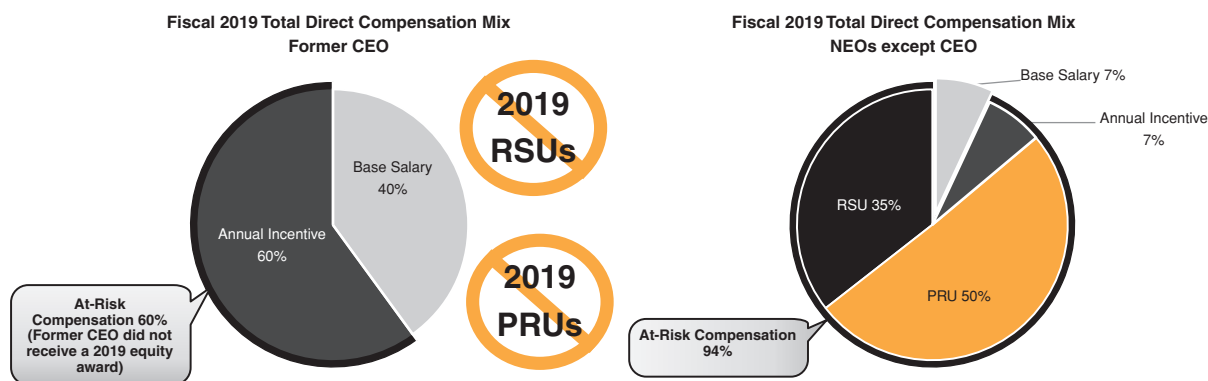 Fiscal 2019 Total Direct Compensation Mix
Former CEO
Base Salary
40%
Annual Incentive
60%
At-Risk
Compensation 60%
(Former CEO did not
receive a 2019 equity
award)
2019
RSUs
2019
PRUs
Fiscal 2019 Total Direct Compensation Mix
NEOs except CEO
Base Salary 7%
Annual Incentive
7%
RSU 35%
PRU 50%
At-Risk Compensation
94%